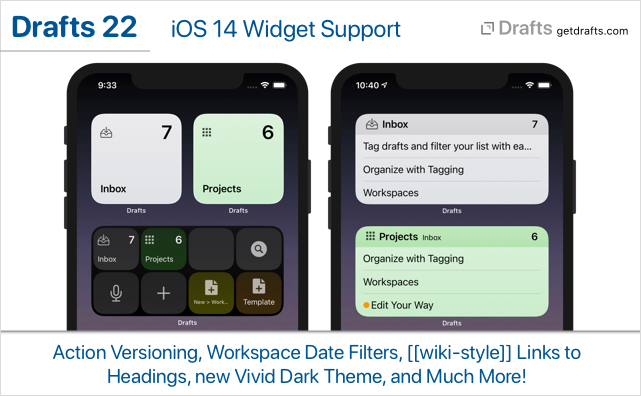 Drafts 22
iOS 14 Widget Support
Drafts getdrafts.com
9:33
7
Inbox
6
Projects
Drafts
Drafts
7
Inbox
6
Projects
New > Work...
Template
Drafts
10:40
Inbox 7
Tag drafts and filter your list with ea...
Organize with Tagging
Workspaces
Drafts
Projects Inbox 6
Organize with Tagging
Workspaces
Edit Your Way
Drafts
Action Versioning, Workspace Date Filters, [[wiki-style]] Links to
Headings, new Vivid Dark Theme, and Much More!